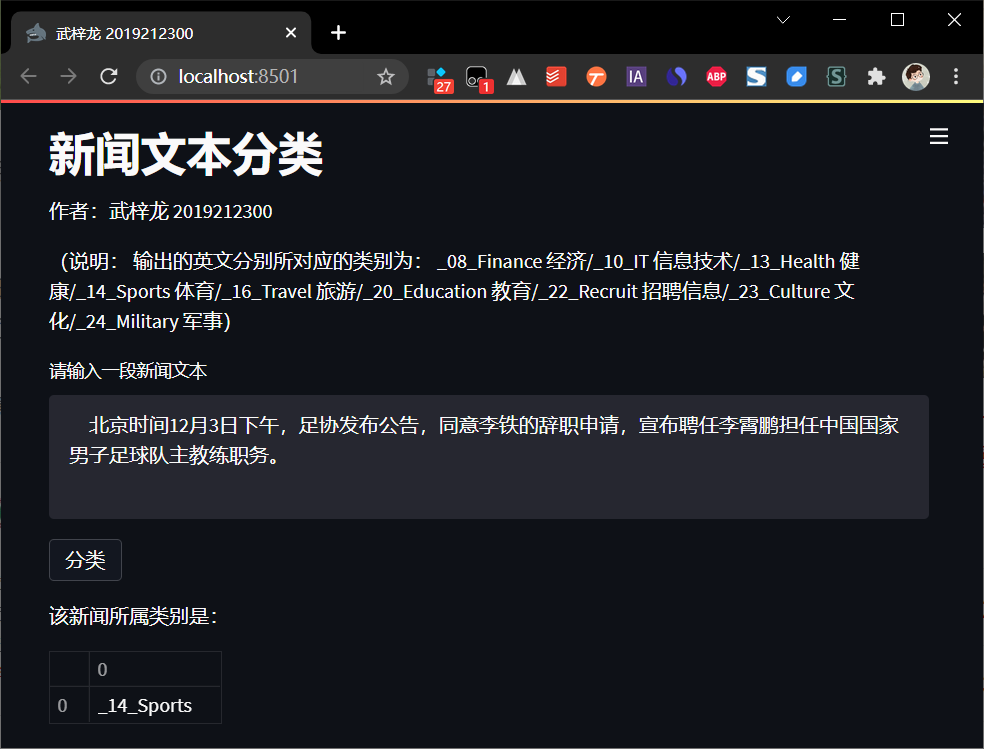 武梓龙 2019212300
localhost:8501
27
1
IA
ABP
S
S
新闻文本分类
作者：武梓龙 2019212300
（说明： 输出的英文分别所对应的类别为： _08_Finance 经济/_10_IT 信息技术/_13_Health 健
康/_14_Sports 体育/_16_Travel 旅游/_20_Education 教育/_22_Recruit 招聘信息/_23_Culture 文
化/_24_Military 军事)
请输入一段新闻文本
北京时间12月3日下午，足协发布公告，同意李铁的辞职申请，宣布聘任李霄鹏担任中国国家
男子足球队主教练职务。
分类
该新闻所属类别是：
0
0 _14_Sports